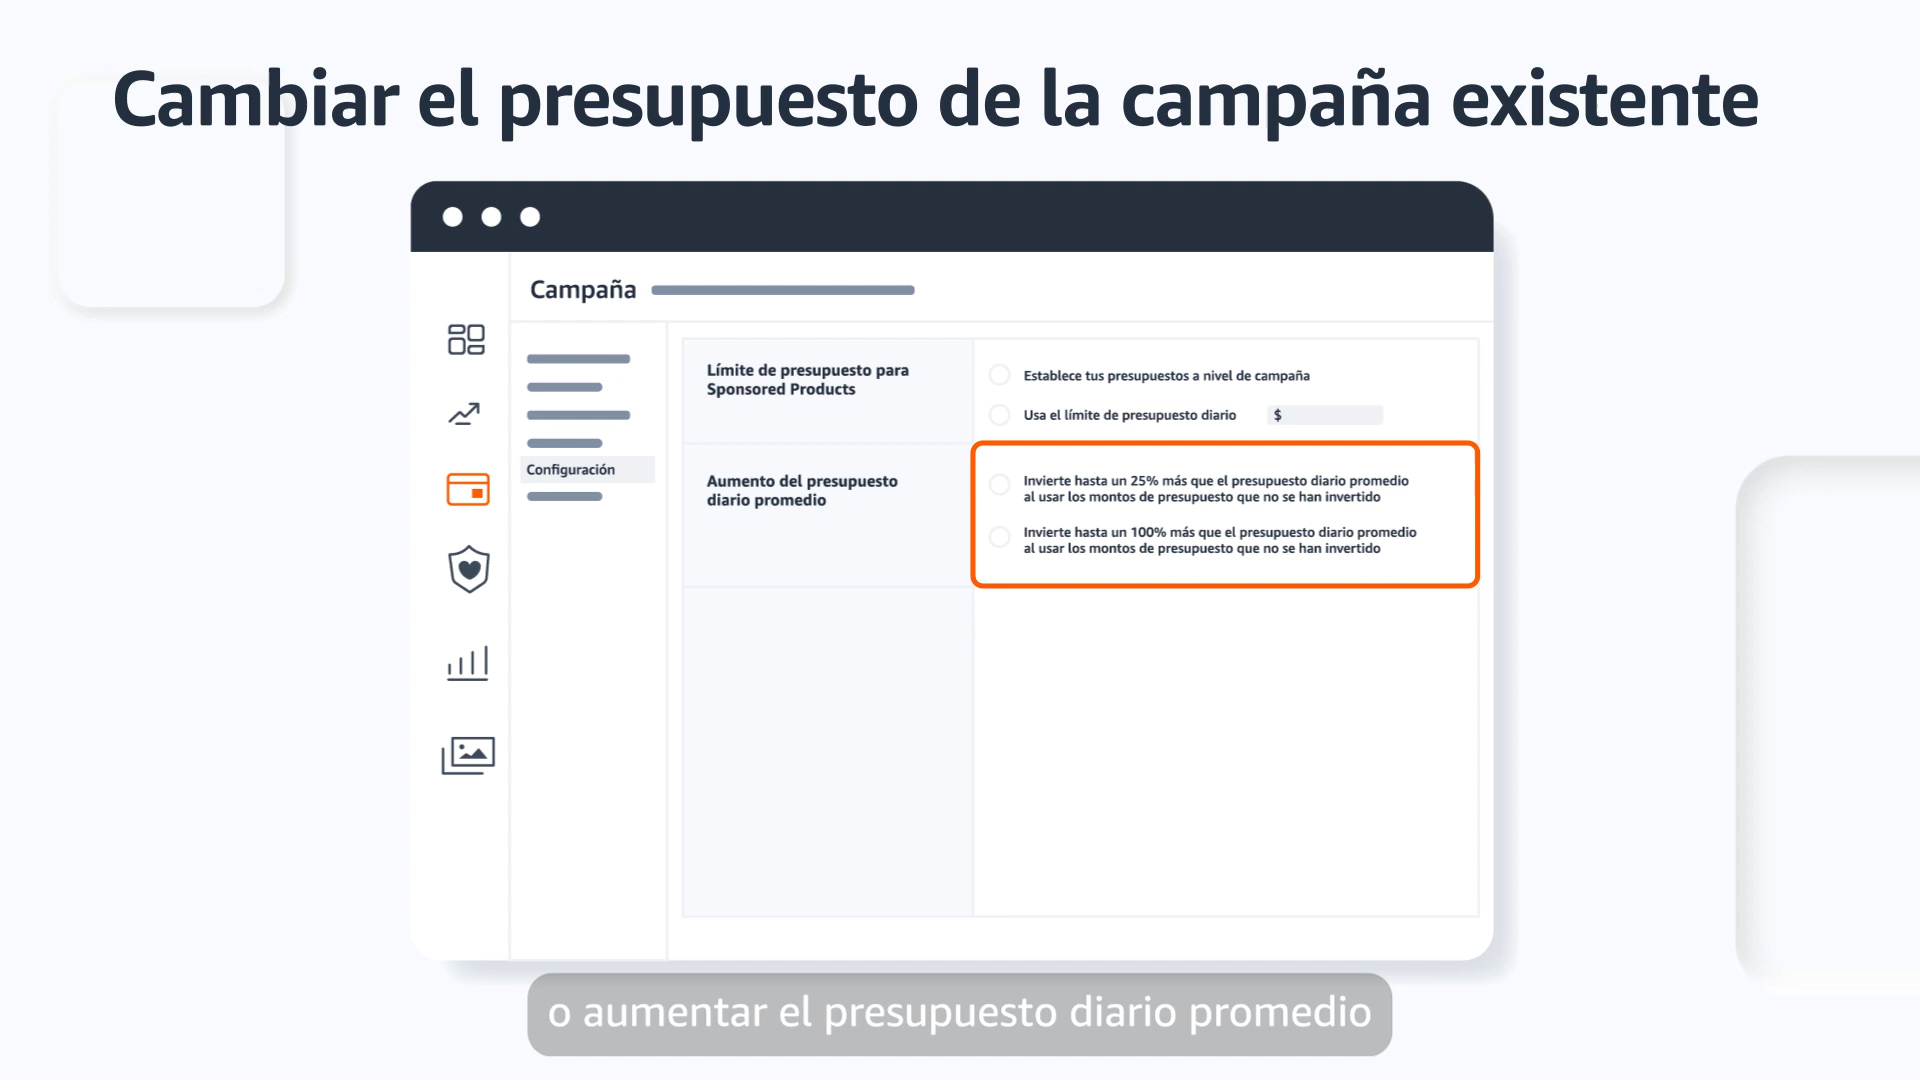 Cambiar el presupuesto de la campaña existente
Campaña
Configuración
Límite de presupuesto para
Sponsored Products
Establece tus presupuestos a nivel de campaña
Usa el límite de presupuesto diario
$
Aumento del presupuesto
diario promedio
Invierte hasta un 25% más que el presupuesto diario promedio
al usar los montos de presupuesto que no se han invertido
Invierte hasta un 100% más que el presupuesto diario promedio
al usar los montos de presupuesto que no se han invertido
o aumentar el presupuesto diario promedio